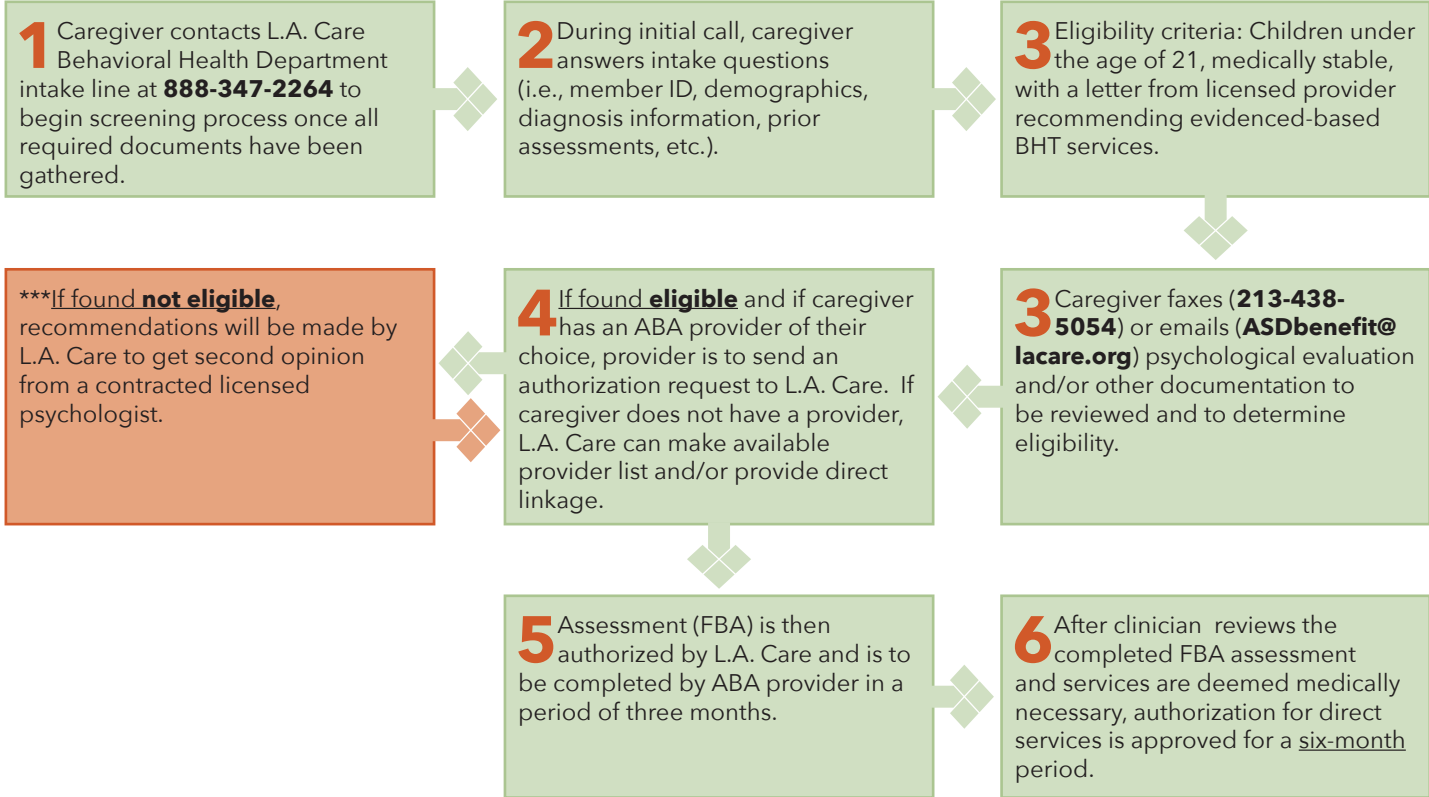 1 Caregiver contacts L.A. Care
Behavioral Health Department
intake line at 888-347-2264 to
begin screening process once all
required documents have been
gathered.
2 During initial call, caregiver
answers intake questions
(i.e., member ID, demographics,
diagnosis information, prior
assessments, etc.).
3 Eligibility criteria: Children under
the age of 21, medically stable,
with a letter from licensed provider
recommending evidenced-based
BHT services.
3 Caregiver faxes (213-438-
5054) or emails (ASDbenefit@
lacare.org) psychological evaluation
and/or other documentation to
be reviewed and to determine
eligibility.
4 If found eligible and if caregiver
has an ABA provider of their
choice, provider is to send an
authorization request to L.A. Care. If
caregiver does not have a provider,
L.A. Care can make available
provider list and/or provide direct
linkage.
***If found not eligible,
recommendations will be made by
L.A. Care to get second opinion
from a contracted licensed
psychologist.
5 Assessment (FBA) is then
authorized by L.A. Care and is to
be completed by ABA provider in a
period of three months.
6 After clinician reviews the
completed FBA assessment
and services are deemed medically
necessary, authorization for direct
services is approved for a six-month
period.